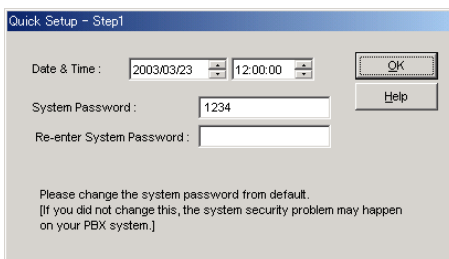 Quick Setup - Step1
Date & Time : 2003/03/23 12:00:00 OK
Help
System Password : 1234
Re-enter System Password :
Please change the system password from default.
[If you did not change this, the system security problem may happen
on your PBX system.]